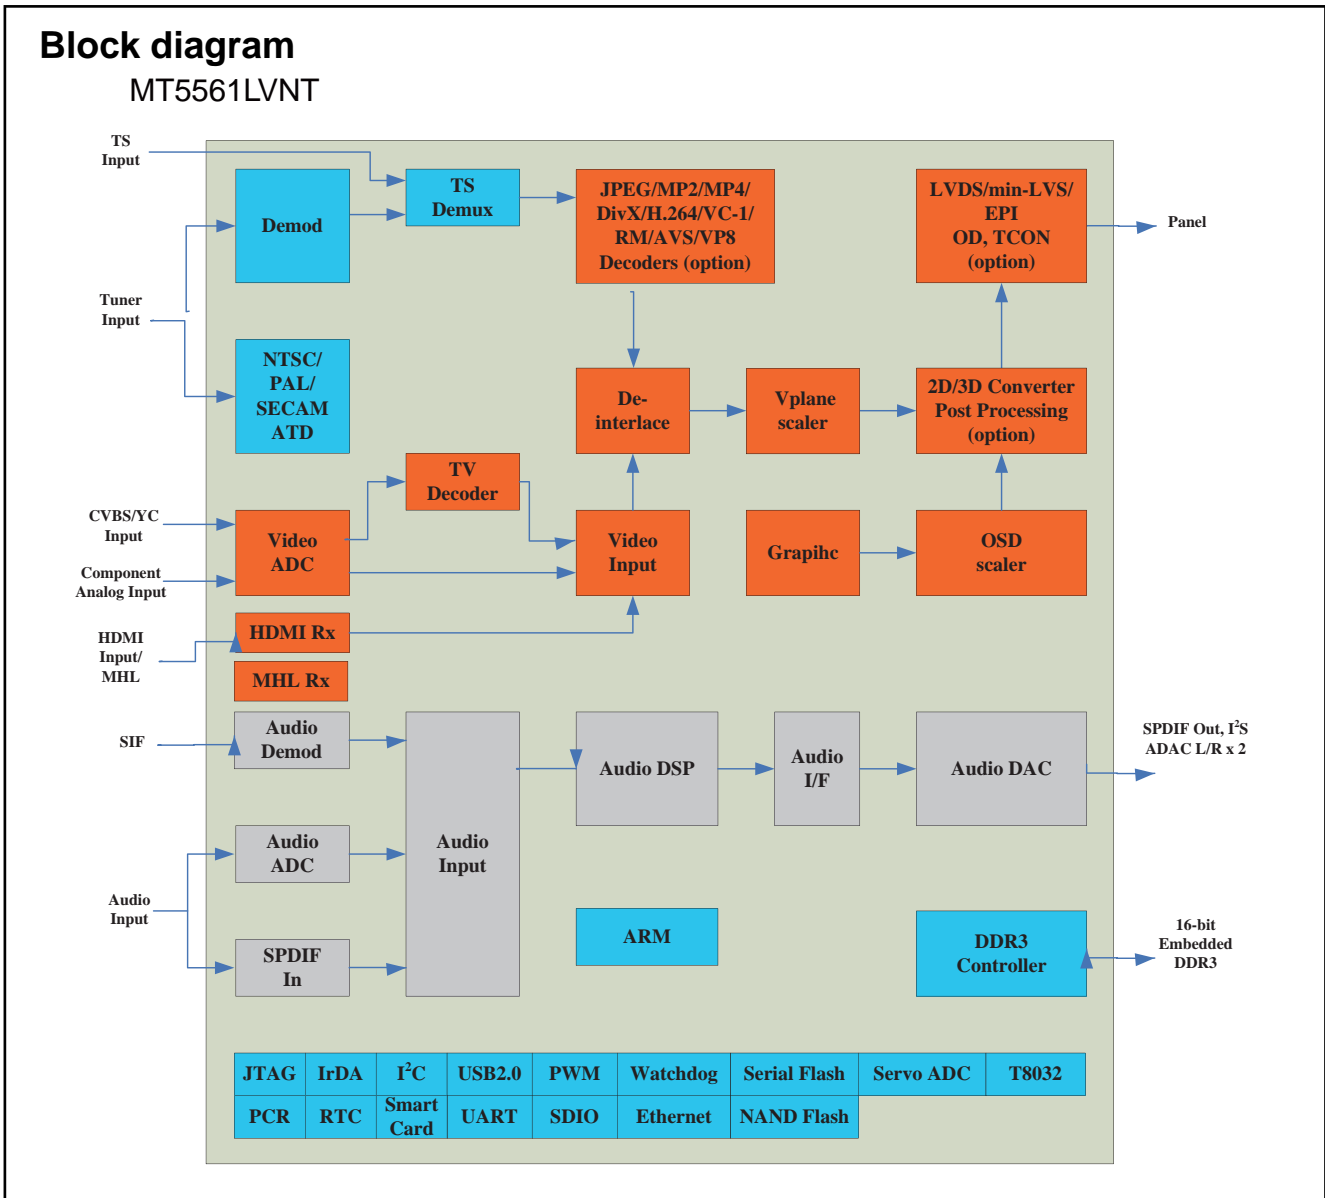 Block diagram
MT5561LVNT
TS
Input
Demod
TS
Demux
JPEG/MP2/MP4/
DivX/H.264/VC-1/
RM/AVS/VP8
Decoders (option)
LVDS/min-LVS/
EPI
OD, TCON
(option)
Panel
Tuner
Input
NTSC/
PAL/
SECAM
ATD
De-
interlace
Vplane
scaler
2D/3D Converter
Post Processing
(option)
TV
Decoder
CVBS/YC
Input
Video
ADC
Video
Input
Grapihc
OSD
scaler
Component
Analog Input
HDMI
Input/
MHL
HDMI Rx
MHL Rx
SIF
Audio
Demod
Audio DSP
Audio
I/F
Audio DAC
SPDIF Out, I²S
ADAC L/R x 2
Audio
ADC
Audio
Input
Audio
Input
SPDIF
In
ARM
DDR3
Controller
16-bit
Embedded
DDR3
JTAG IrDA I²C USB2.0 PWM Watchdog Serial Flash Servo ADC T8032
PCR RTC Smart Card UART SDIO Ethernet NAND Flash